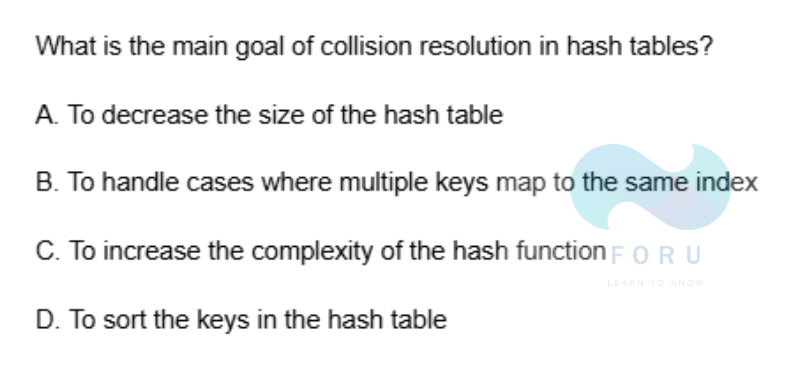 What is the main goal of collision resolution in hash tables?
A. To decrease the size of the hash table
B. To handle cases where multiple keys map to the same index
C. To increase the complexity of the hash function
FORU
LEARN TO KNOW
D. To sort the keys in the hash table